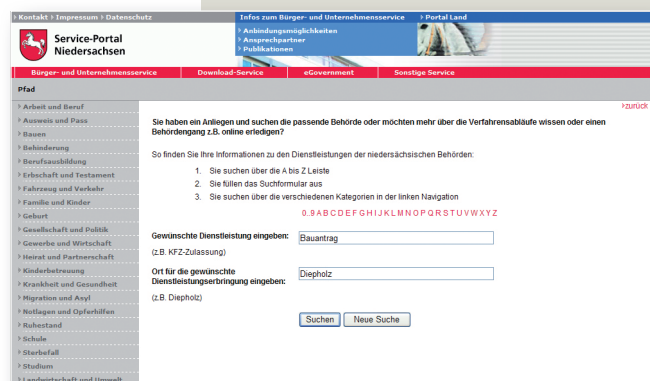 › Kontakt › Impressum › Datenschutz
Infos zum Bürger- und Unternehmensservice › Portal Land
› Anbindungsmöglichkeiten
› Ansprechpartner
› Publikationen
Service-Portal
Niedersachsen
Bürger- und Unternehmensservice Download-Service eGovernment Sonstige Service
Pfad
› Arbeit und Beruf
› Ausweis und Pass
› Bauen
› Behinderung
› Berufsausbildung
› Erbschaft und Testament
› Fahrzeug und Verkehr
› Familie und Kinder
› Geburt
› Gesellschaft und Politik
› Gewerbe und Wirtschaft
› Heirat und Partnerschaft
› Kinderbetreuung
› Krankheit und Gesundheit
› Migration und Asyl
› Notlagen und Opferhilfen
› Ruhestand
› Schule
› Sterbefall
› Studium
› Landwirtschaft und Umwelt
›zurück
Sie haben ein Anliegen und suchen die passende Behörde oder möchten mehr über die Verfahrensabläufe wissen oder einen
Behördengang z.B. online erledigen?
So finden Sie Ihre Informationen zu den Dienstleistungen der niedersächsischen Behörden:
1. Sie suchen über die A bis Z Leiste
2. Sie füllen das Suchformular aus
3. Sie suchen über die verschiedenen Kategorien in der linken Navigation
0..9 A B C D E F G H I J K L M N O P Q R S T U V W X Y Z
Gewünschte Dienstleistung eingeben: Bauantrag
(z.B. KFZ-Zulassung)
Ort für die gewünschte
Dienstleistungserbringung eingeben: Diepholz
(z.B. Diepholz)
Suchen Neue Suche